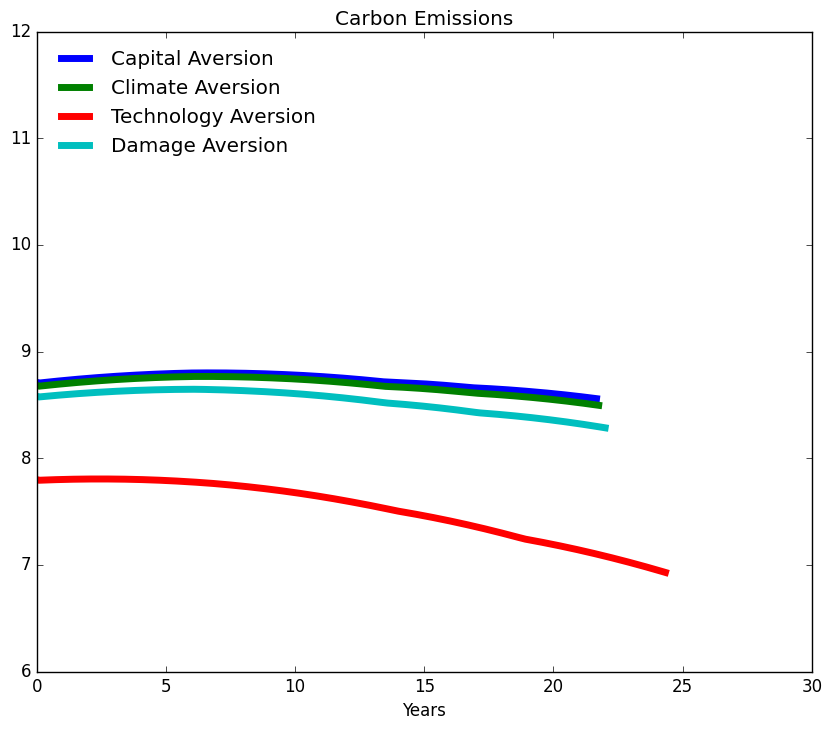 Carbon Emissions
12
11
10
9
8
7
6
Capital Aversion
Climate Aversion
Technology Aversion
Damage Aversion
0 5 10 15 20 25 30
Years